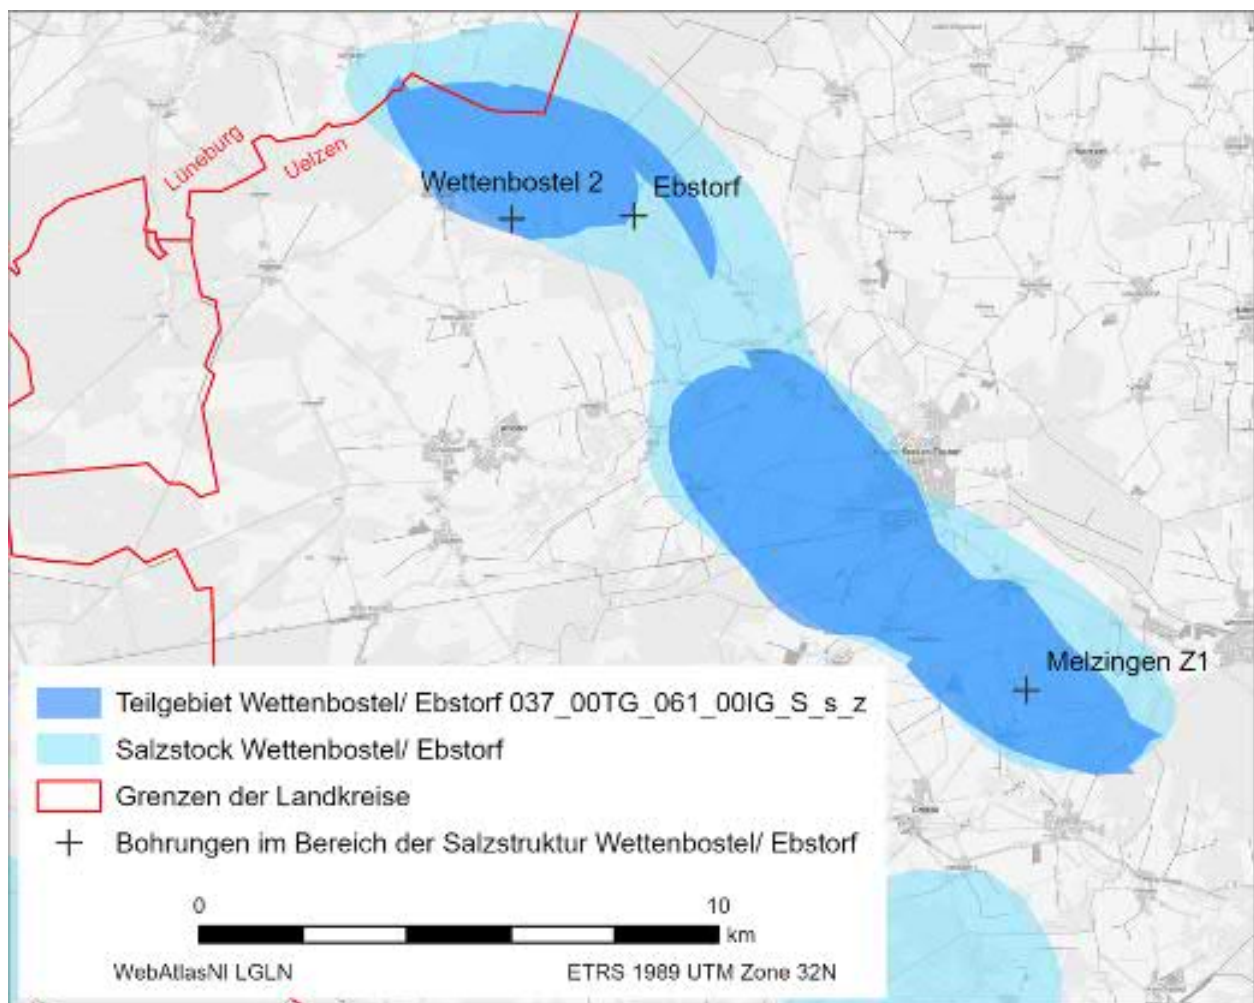 Lüneburg
Uelzen
Wettenbostel 2
Ebstorf
Melzingen Z1
Teilgebiet Wettenbostel/ Ebstorf 037_00TG_061_00IG_S_s_z
Salzstock Wettenbostel/ Ebstorf
Grenzen der Landkreise
Bohrungen im Bereich der Salzstruktur Wettenbostel/ Ebstorf
0 10
km
WebAtlasNI LGLN ETRS 1989 UTM Zone 32N